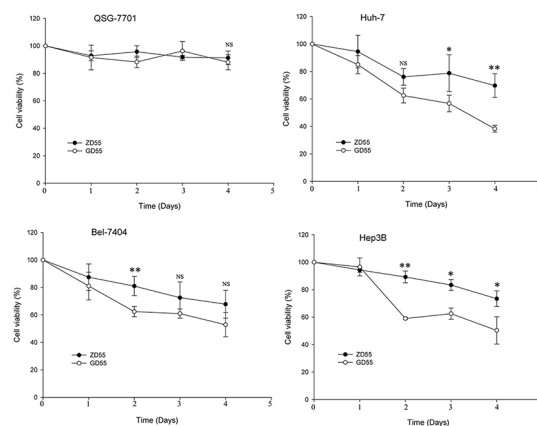 QSG-7701
120
100
80
60
40
20
0
Cell viability (%)
NS
ZD55
GD55
0 1 2 3 4 5
Time (Days)
Huh-7
120
100
80
60
40
20
0
Cell viability (%)
NS
*
**
ZD55
GD55
0 1 2 3 4
Time (Days)
Bel-7404
120
100
80
60
40
20
0
Cell viability (%)
**
NS
NS
ZD55
GD55
0 1 2 3 4 5
Time (Days)
Hep3B
120
100
80
60
40
20
0
Cell viability (%)
**
*
*
ZD55
GD55
0 1 2 3 4
Time (Days)